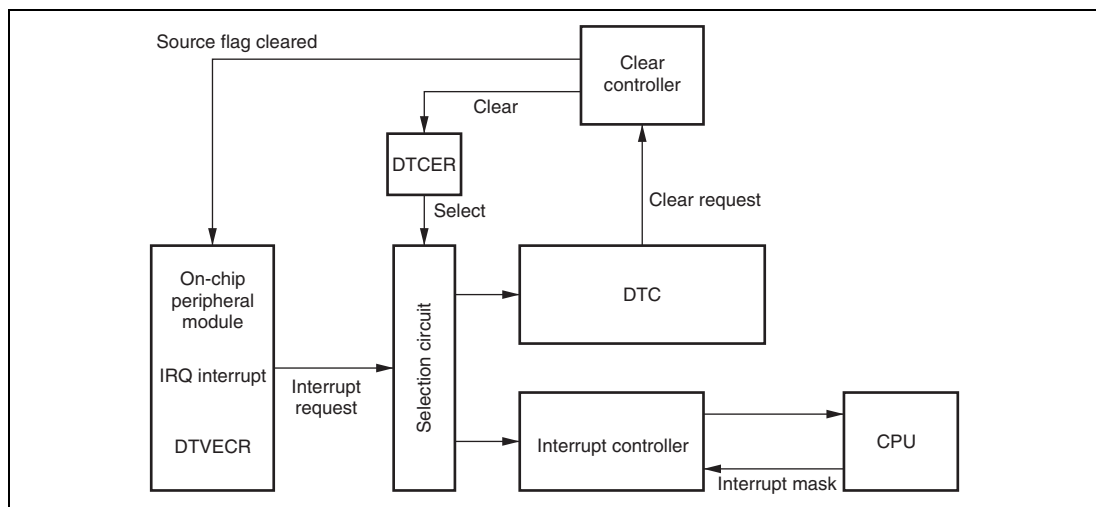 Source flag cleared
Clear
controller
Clear
DTCER
Clear request
Select
On-chip
peripheral
module
DTC
Selection circuit
IRQ interrupt
Interrupt
request
DTVECR
Interrupt controller
CPU
Interrupt mask